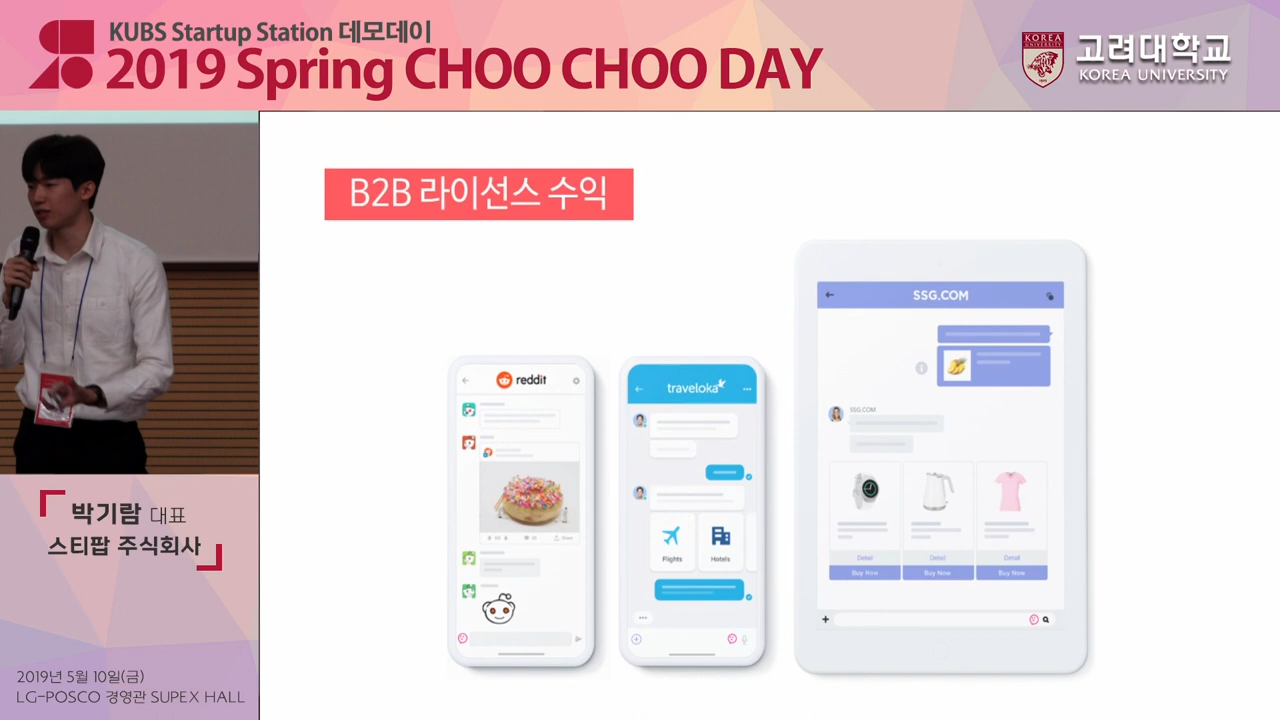 KUBS Startup Station 데모데이
2019 Spring CHOO CHOO DAY
KOREA
UNIVERSITY
고려대학교
KOREA UNIVERSITY
B2B 라이선스 수익
reddit
Share
traveloka
Flights Hotels
SSG.COM
SSG.COM
Detail Detail Detail
Buy Now Buy Now Buy Now
박기람 대표
스티팝 주식회사
2019년 5월 10일(금)
LG-POSCO 경영관 SUPEX HALL